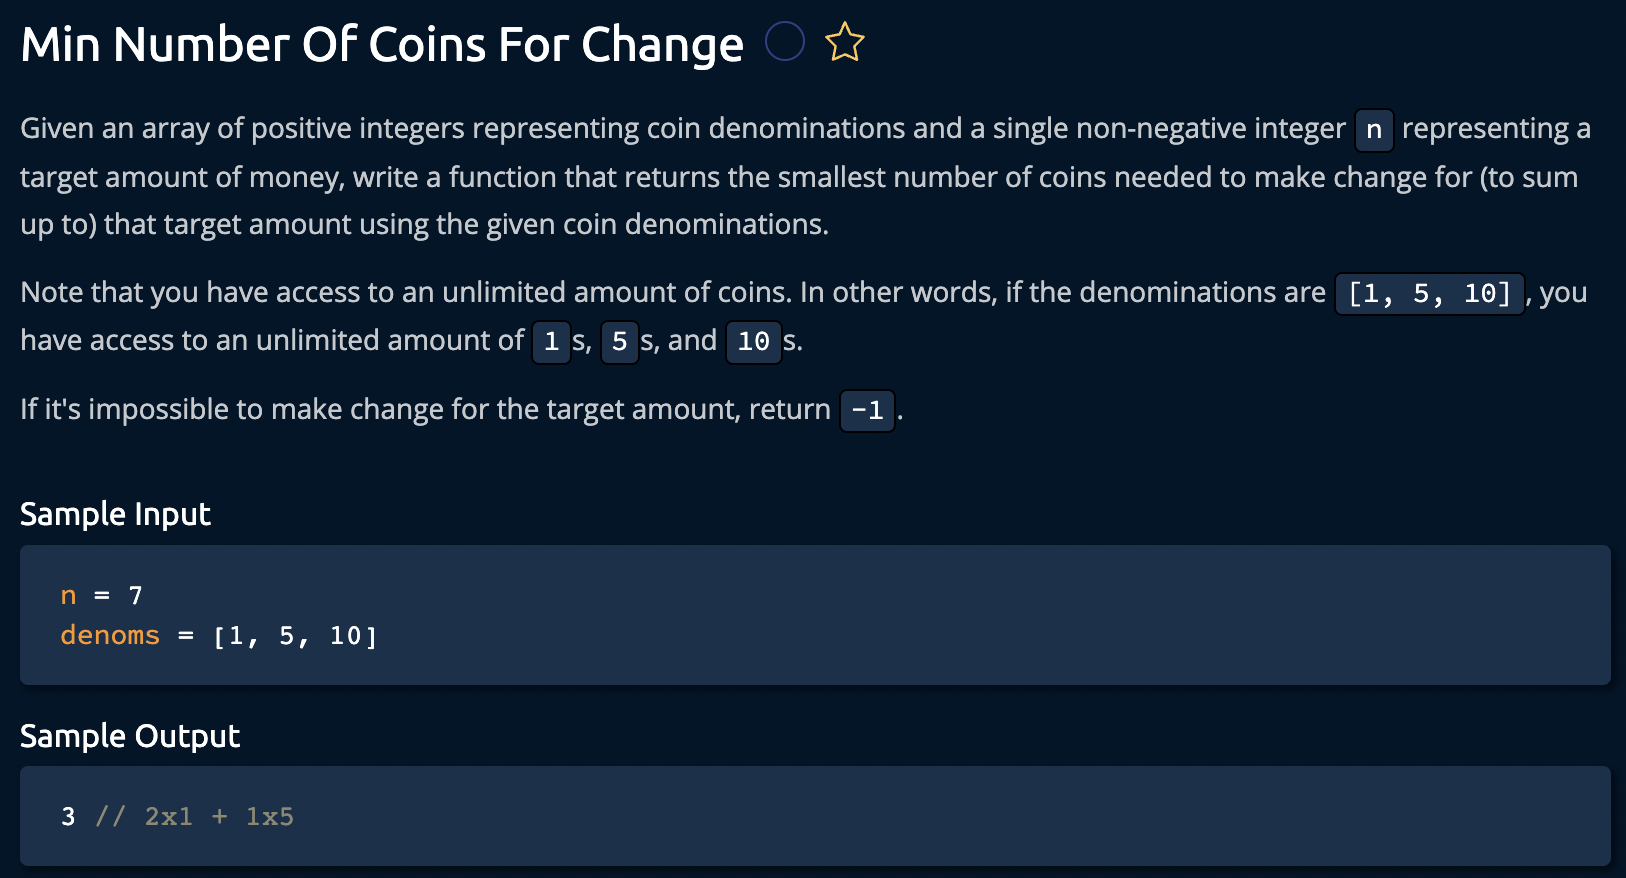 Min Number Of Coins For Change
Given an array of positive integers representing coin denominations and a single non-negative integer n representing a
target amount of money, write a function that returns the smallest number of coins needed to make change for (to sum
up to) that target amount using the given coin denominations.
Note that you have access to an unlimited amount of coins. In other words, if the denominations are [1, 5, 10], you
have access to an unlimited amount of 1s, 5s, and 10s.
If it's impossible to make change for the target amount, return -1.
Sample Input
n = 7
denoms = [1, 5, 10]
Sample Output
3 // 2x1 + 1x5